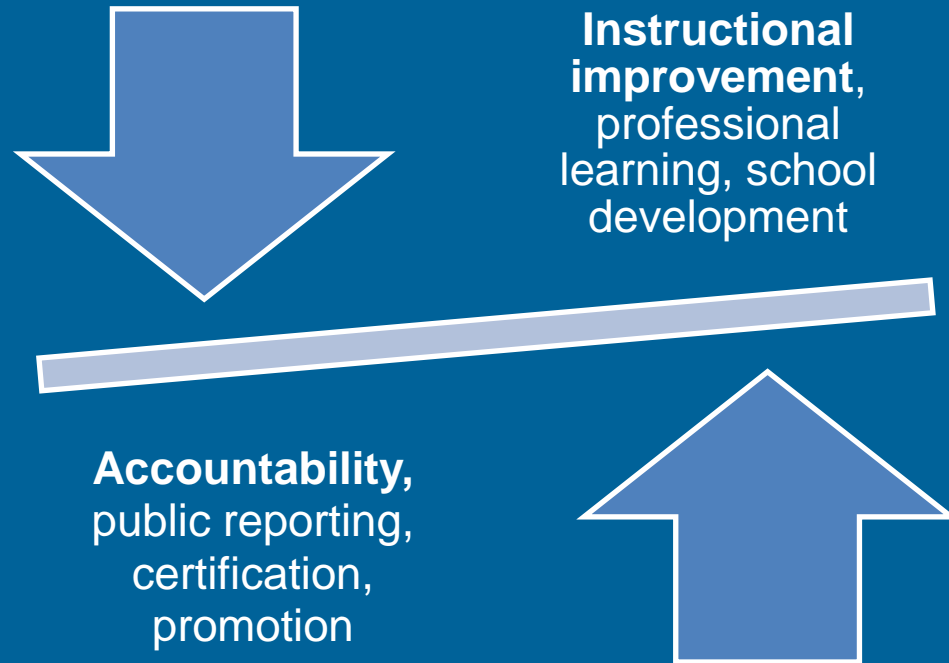 Instructional
improvement,
professional
learning, school
development
Accountability,
public reporting,
certification,
promotion